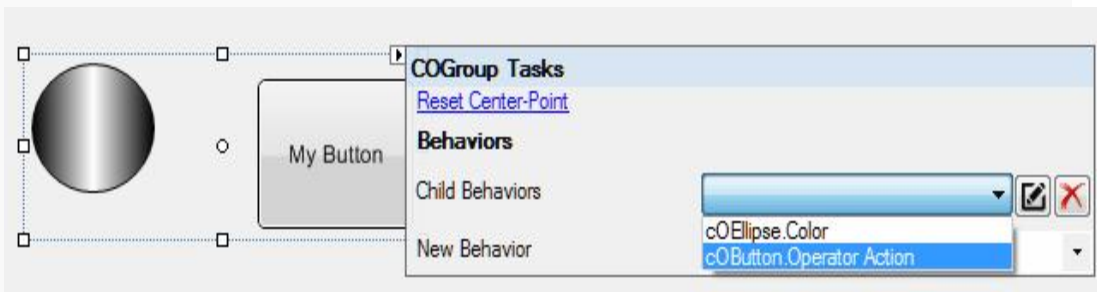 COGroup Tasks
Reset Center-Point
Behaviors
My Button
Child Behaviors
cOEllipse.Color
New Behavior
cOButton.Operator Action